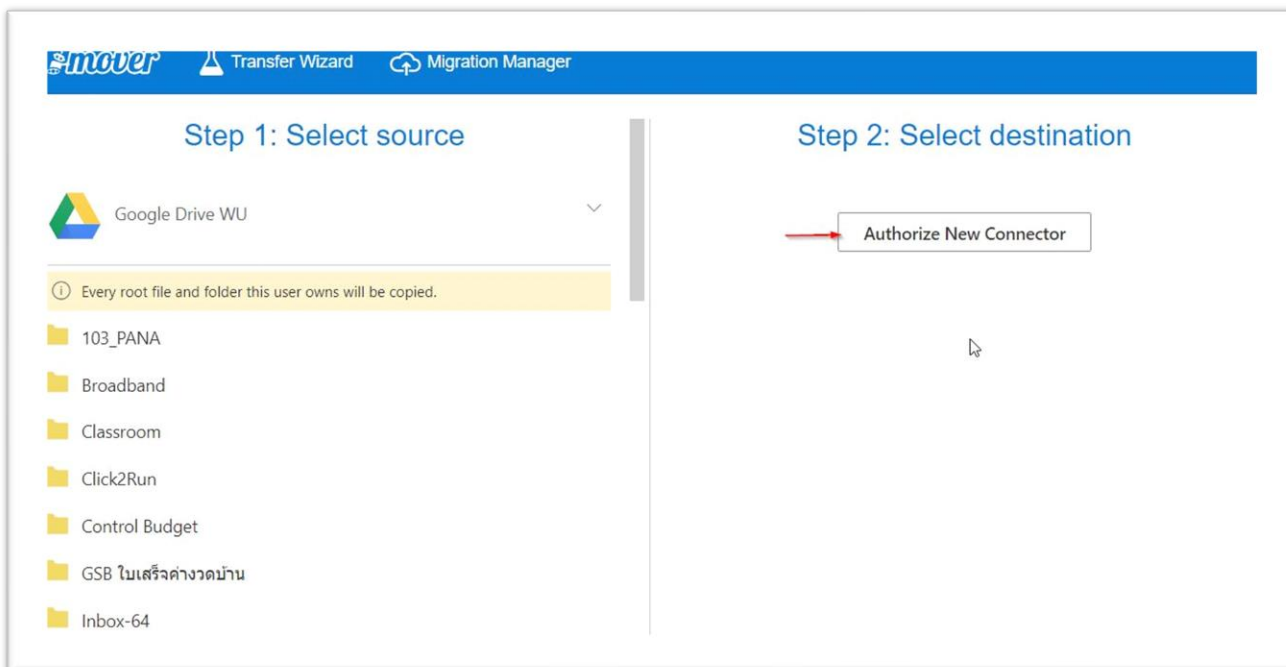 mover Transfer Wizard Migration Manager
Step 1: Select source
Google Drive WU
Every root file and folder this user owns will be copied.
103_PANA
Broadband
Classroom
Click2Run
Control Budget
GSB ใบเสร็จค่างวดบ้าน
Inbox-64
Step 2: Select destination
Authorize New Connector